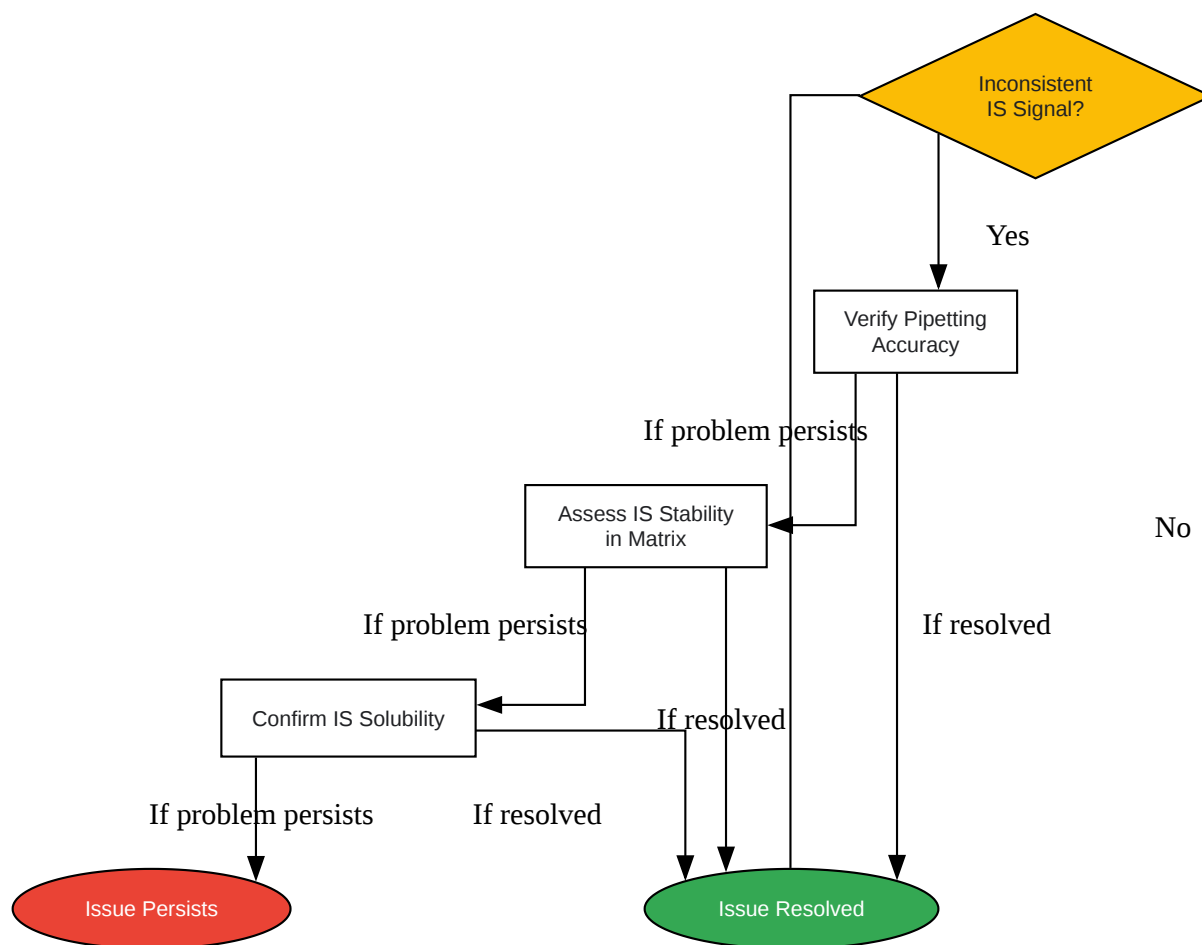 Inconsistent
IS Signal?
Yes
Verify Pipetting
Accuracy
If problem persists
Assess IS Stability
in Matrix
No
If problem persists
If resolved
Confirm IS Solubility
If resolved
If problem persists
If resolved
Issue Persists
Issue Resolved